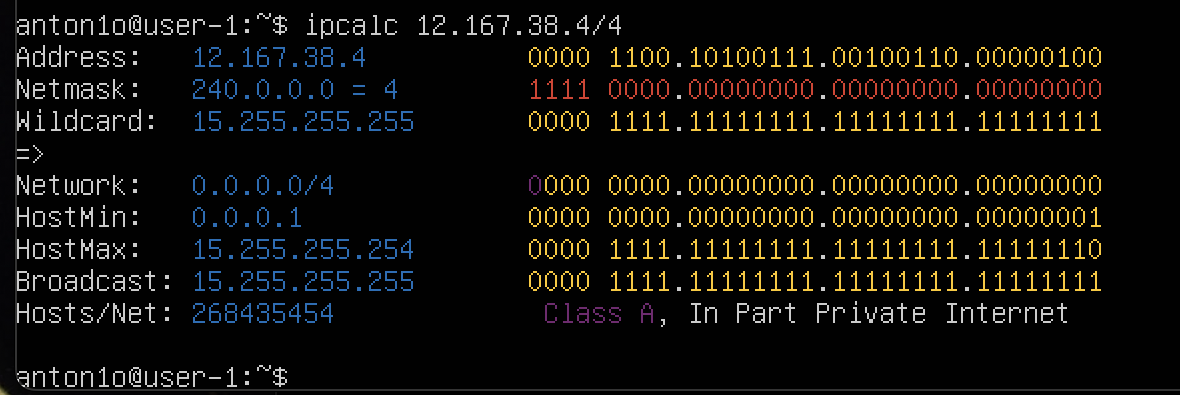 anton1o@user-1:~$ ipcalc 12.167.38.4/4
Address: 12.167.38.4 0000 1100.10100111.00100110.00000100
Netmask: 240.0.0.0 = 4 1111 0000.00000000.00000000.00000000
Wildcard: 15.255.255.255 0000 1111.11111111.11111111.11111111
=>
Network: 0.0.0.0/4 0000 0000.00000000.00000000.00000000
HostMin: 0.0.0.1 0000 0000.00000000.00000000.00000001
HostMax: 15.255.255.254 0000 1111.11111111.11111111.11111110
Broadcast: 15.255.255.255 0000 1111.11111111.11111111.11111111
Hosts/Net: 268435454 Class A, In Part Private Internet
anton1o@user-1:~$